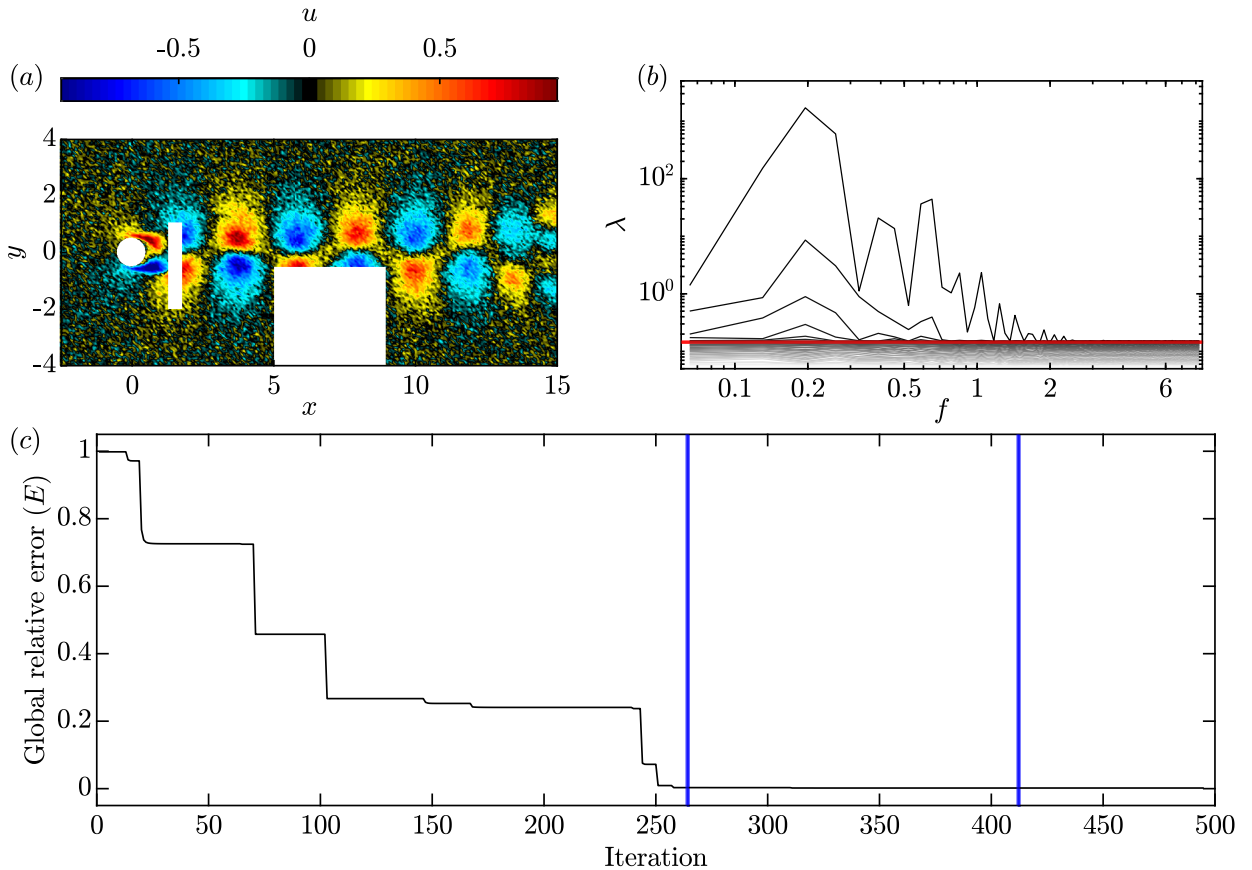 u
-0.5 0 0.5
(a)
4
2
0
-2
-4
y
0 5 10 15
x
(b)
10²
10⁰
λ
0.1 0.2 0.5 1 2 6
f
(c)
1
0.8
0.6
0.4
0.2
0
Global relative error (E)
0 50 100 150 200 250 300 350 400 450 500
Iteration